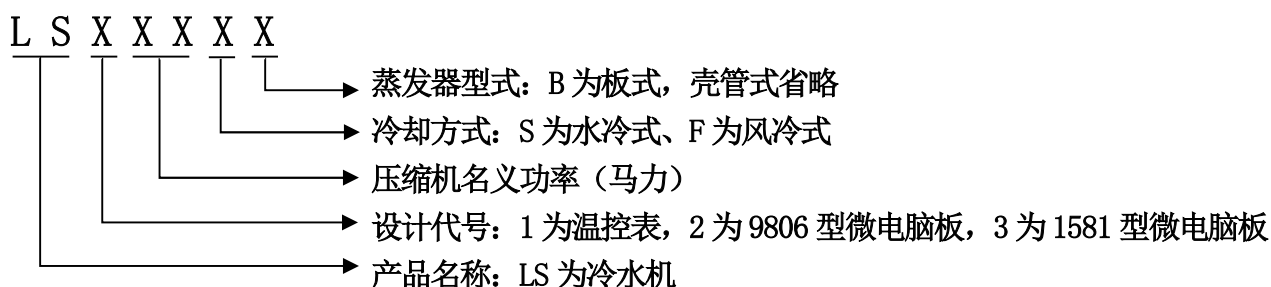 LS X XX X X
蒸发器型式：B 为板式，壳管式省略
冷却方式：S 为水冷式、F 为风冷式
压缩机名义功率（马力）
设计代号：1 为温控表，2 为 9806 型微电脑板，3 为 1581 型微电脑板
产品名称：LS 为冷水机